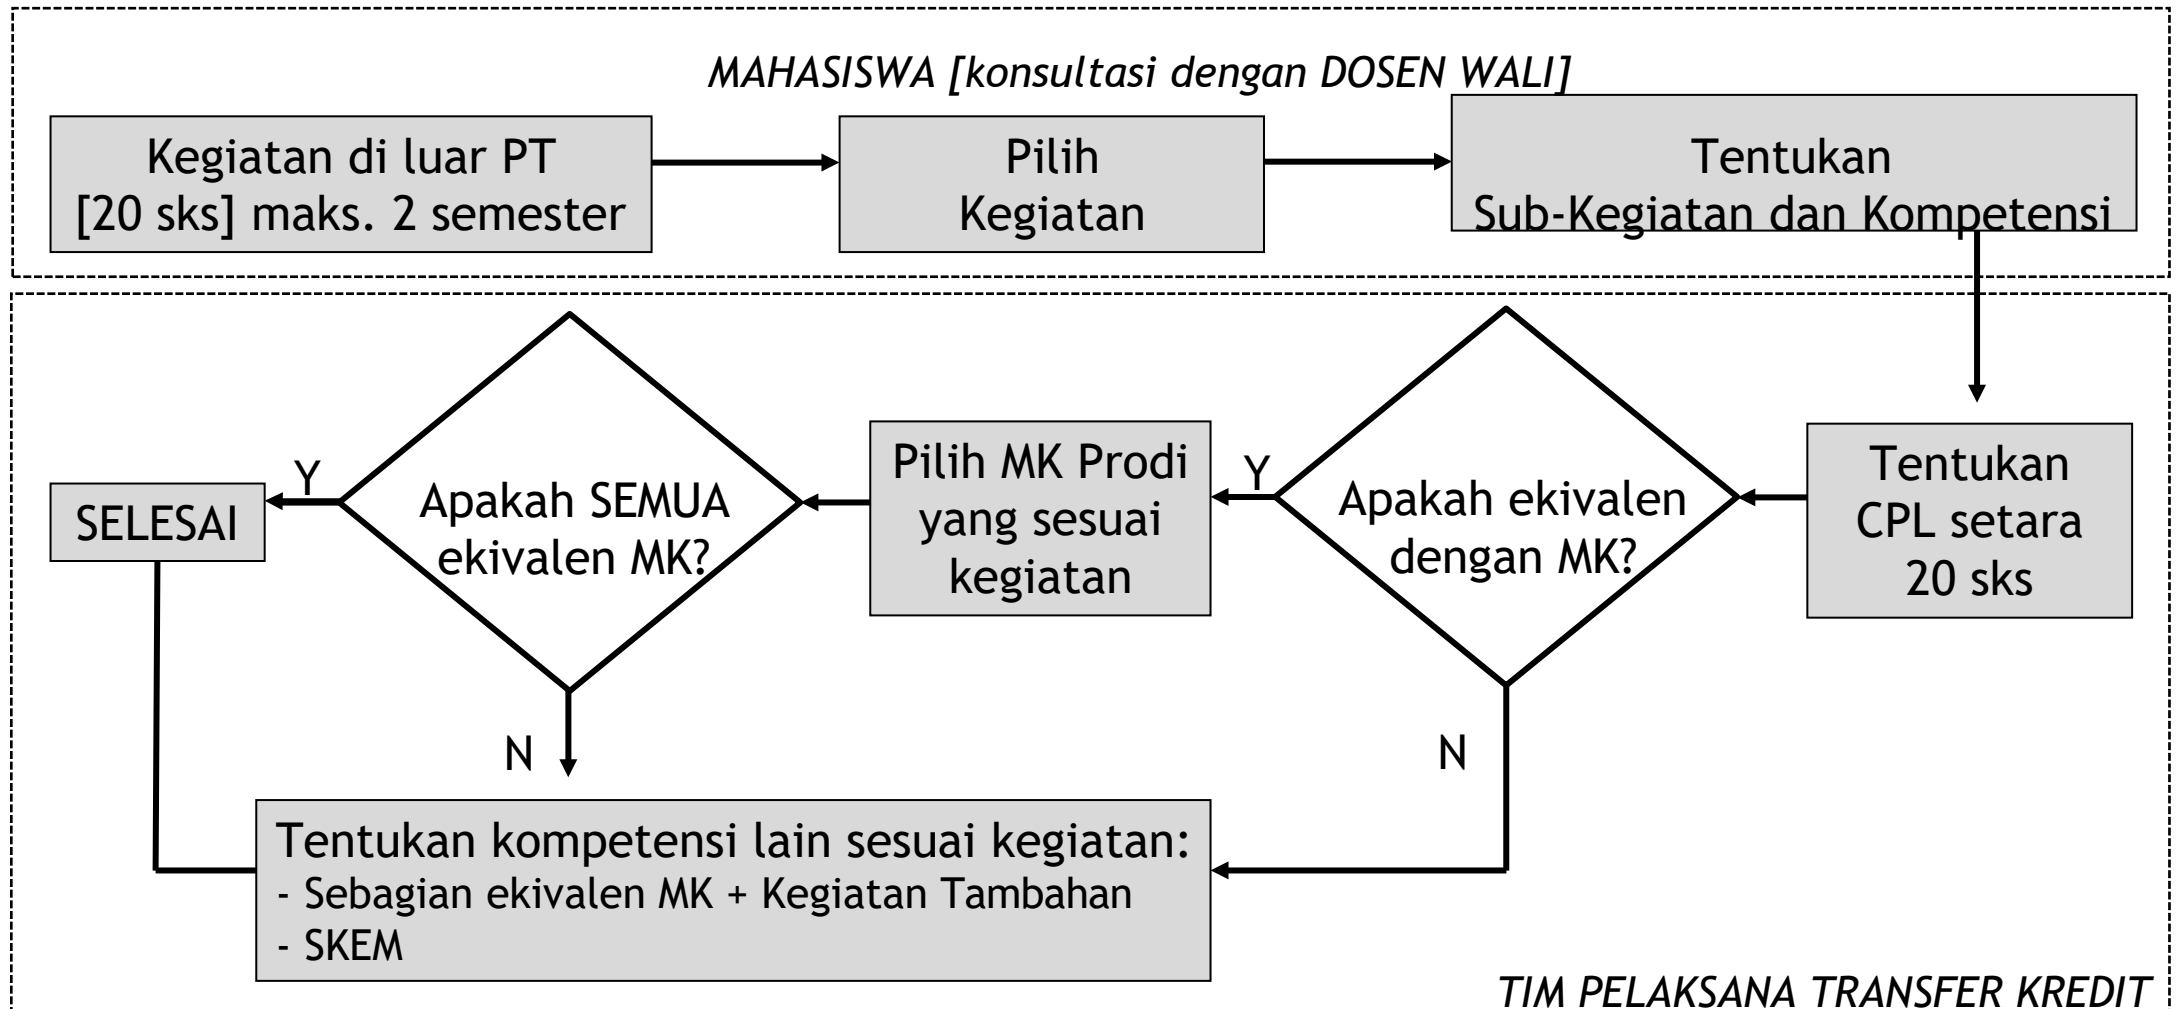 MAHASISWA [konsultasi dengan DOSEN WALI]
Kegiatan di luar PT
[20 sks] maks. 2 semester
Pilih
Kegiatan
Tentukan
Sub-Kegiatan dan Kompetensi
Tentukan
CPL setara
20 sks
Apakah ekivalen
dengan MK?
Y
N
Pilih MK Prodi
yang sesuai
kegiatan
Apakah SEMUA
ekivalen MK?
Y
N
SELESAI
Tentukan kompetensi lain sesuai kegiatan:
- Sebagian ekivalen MK + Kegiatan Tambahan
- SKEM
TIM PELAKSANA TRANSFER KREDIT